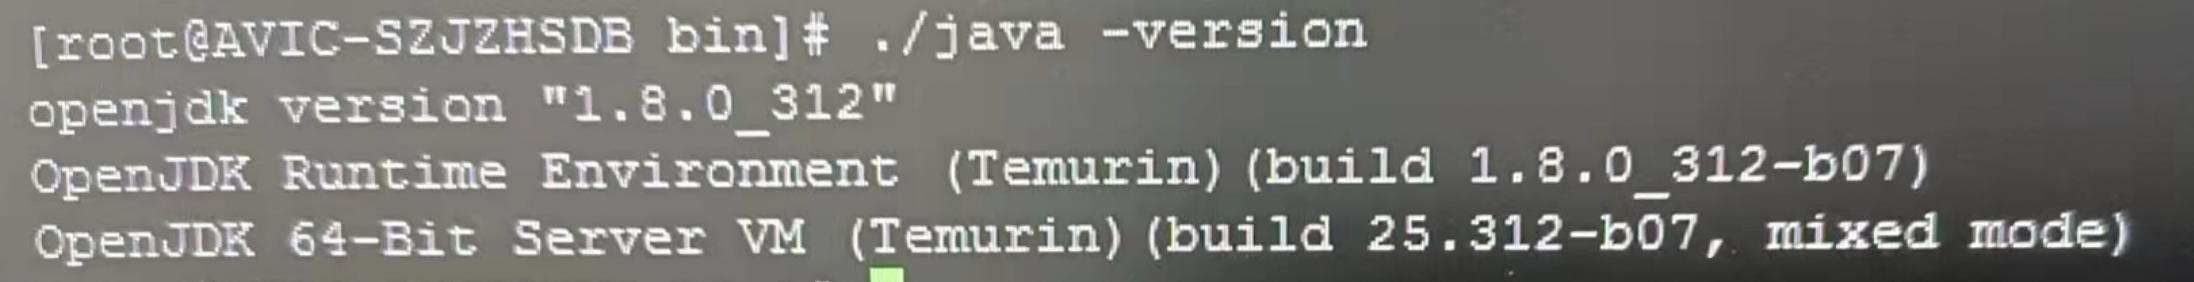 [root@AVIC-SZJZHSDB bin]# ./java -version
openjdk version "1.8.0_312"
OpenJDK Runtime Environment (Temurin)(build 1.8.0_312-b07)
OpenJDK 64-Bit Server VM (Temurin)(build 25.312-b07, mixed mode)